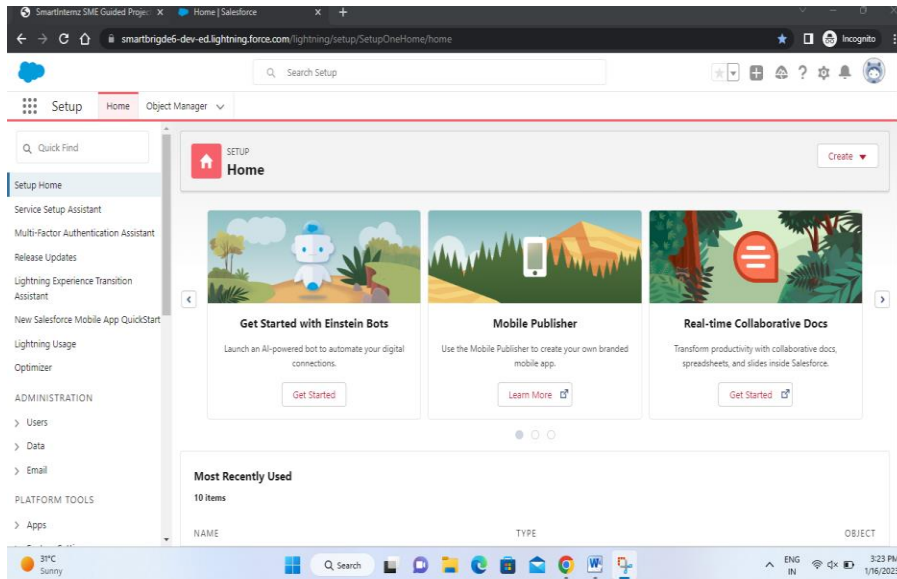 SmartInternz SME Guided Projec
Home | Salesforce
smartbrigde6-dev-ed.lightning.force.com/lightning/setup/SetupOneHome/home
Incognito
Search Setup
Setup
Home
Object Manager
Quick Find
Setup Home
Service Setup Assistant
Multi-Factor Authentication Assistant
Release Updates
Lightning Experience Transition
Assistant
New Salesforce Mobile App QuickStart
Lightning Usage
Optimizer
ADMINISTRATION
Users
Data
Email
PLATFORM TOOLS
Apps
SETUP
Home
Create
Get Started with Einstein Bots
Launch an AI-powered bot to automate your digital
connections.
Get Started
Mobile Publisher
Use the Mobile Publisher to create your own branded
mobile app.
Learn More
Real-time Collaborative Docs
Transform productivity with collaborative docs,
spreadsheets, and slides inside Salesforce.
Get Started
Most Recently Used
10 items
NAME
TYPE
OBJECT
31°C
Sunny
Search
ENG
IN
3:23 PM
1/16/2023